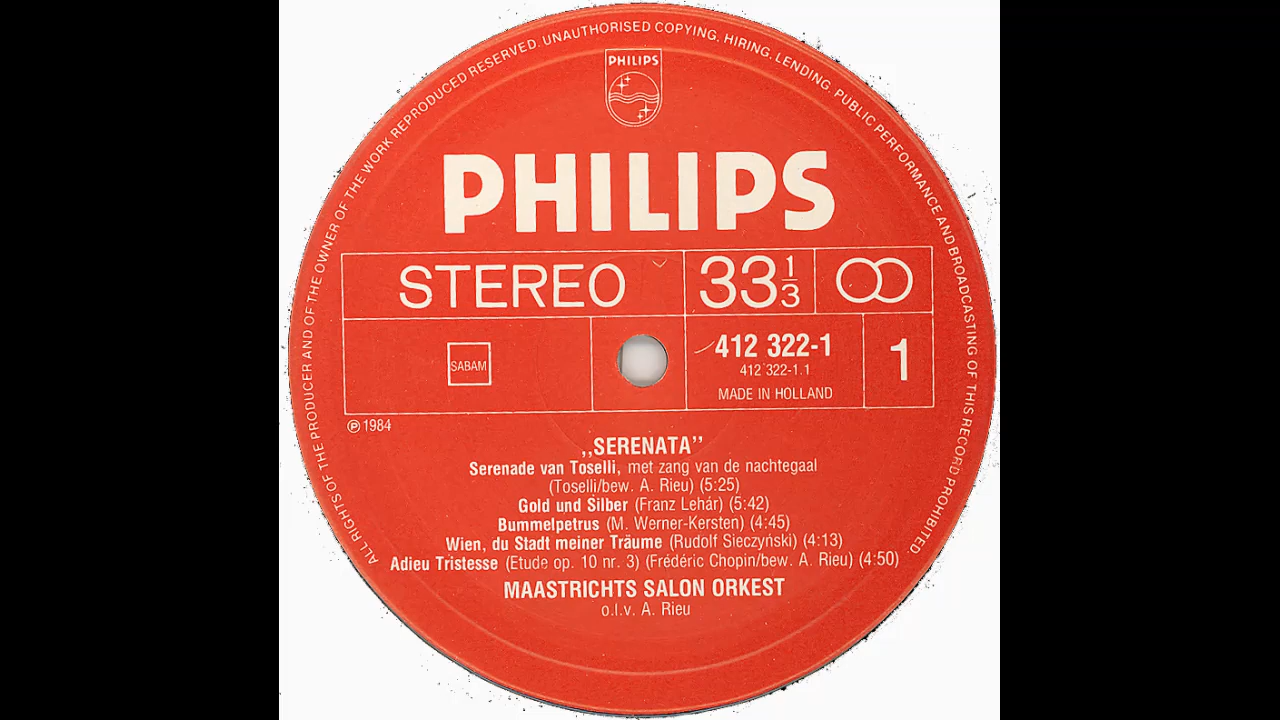 ALL RIGHTS OF THE PRODUCER AND OF THE OWNER OF THE WORK REPRODUCED RESERVED. UNAUTHORISED COPYING, HIRING, LENDING, PUBLIC PERFORMANCE AND BROADCASTING OF THIS RECORD PROHIBITED.
PHILIPS
PHILIPS
STEREO 33 1/3
SABAM 412 322-1 1
412 322-1.1
MADE IN HOLLAND
℗ 1984
„SERENATA”
Serenade van Toselli, met zang van de nachtegaal
(Toselli/bew. A. Rieu) (5:25)
Gold und Silber (Franz Lehár) (5:42)
Bummelpetrus (M. Werner-Kersten) (4:45)
Wien, du Stadt meiner Träume (Rudolf Sieczyński) (4:13)
Adieu Tristesse (Etude op. 10 nr. 3) (Frédéric Chopin/bew. A. Rieu) (4:50)
MAASTRICHTS SALON ORKEST
o.l.v. A. Rieu